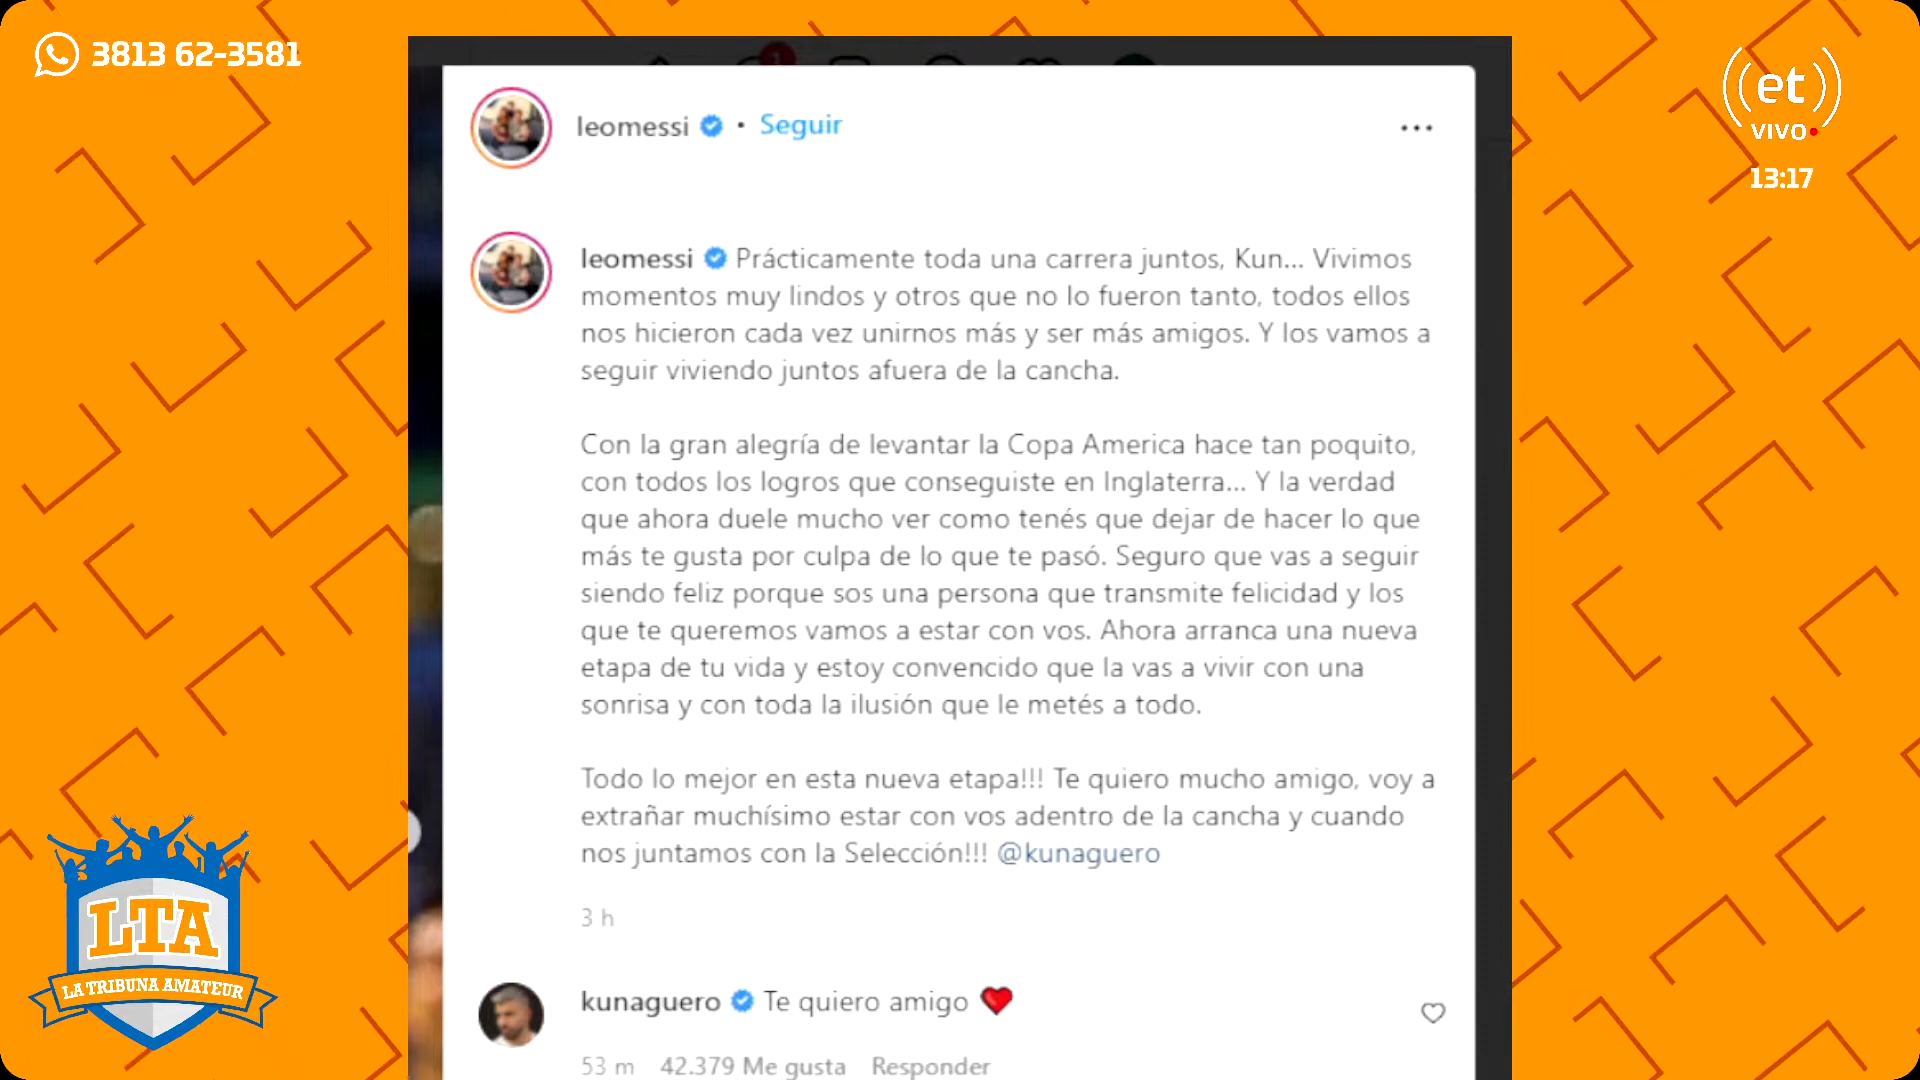 3813 62-3581
et
VIVO
13:17
1
leomessi • Seguir
leomessi Prácticamente toda una carrera juntos, Kun... Vivimos
momentos muy lindos y otros que no lo fueron tanto, todos ellos
nos hicieron cada vez unirnos más y ser más amigos. Y los vamos a
seguir viviendo juntos afuera de la cancha.
Con la gran alegría de levantar la Copa America hace tan poquito,
con todos los logros que conseguiste en Inglaterra... Y la verdad
que ahora duele mucho ver como tenés que dejar de hacer lo que
más te gusta por culpa de lo que te pasó. Seguro que vas a seguir
siendo feliz porque sos una persona que transmite felicidad y los
que te queremos vamos a estar con vos. Ahora arranca una nueva
etapa de tu vida y estoy convencido que la vas a vivir con una
sonrisa y con toda la ilusión que le metés a todo.
Todo lo mejor en esta nueva etapa!!! Te quiero mucho amigo, voy a
extrañar muchísimo estar con vos adentro de la cancha y cuando
nos juntamos con la Selección!!! @kunaguero
3 h
kunaguero Te quiero amigo ❤️
53 m 42.379 Me gusta Responder
LTA
LA TRIBUNA AMATEUR